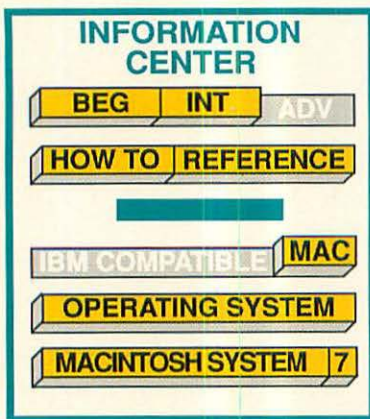 INFORMATION
CENTER
BEG INT ADV
HOW TO REFERENCE
IBM COMPATIBLE MAC
OPERATING SYSTEM
MACINTOSH SYSTEM 7